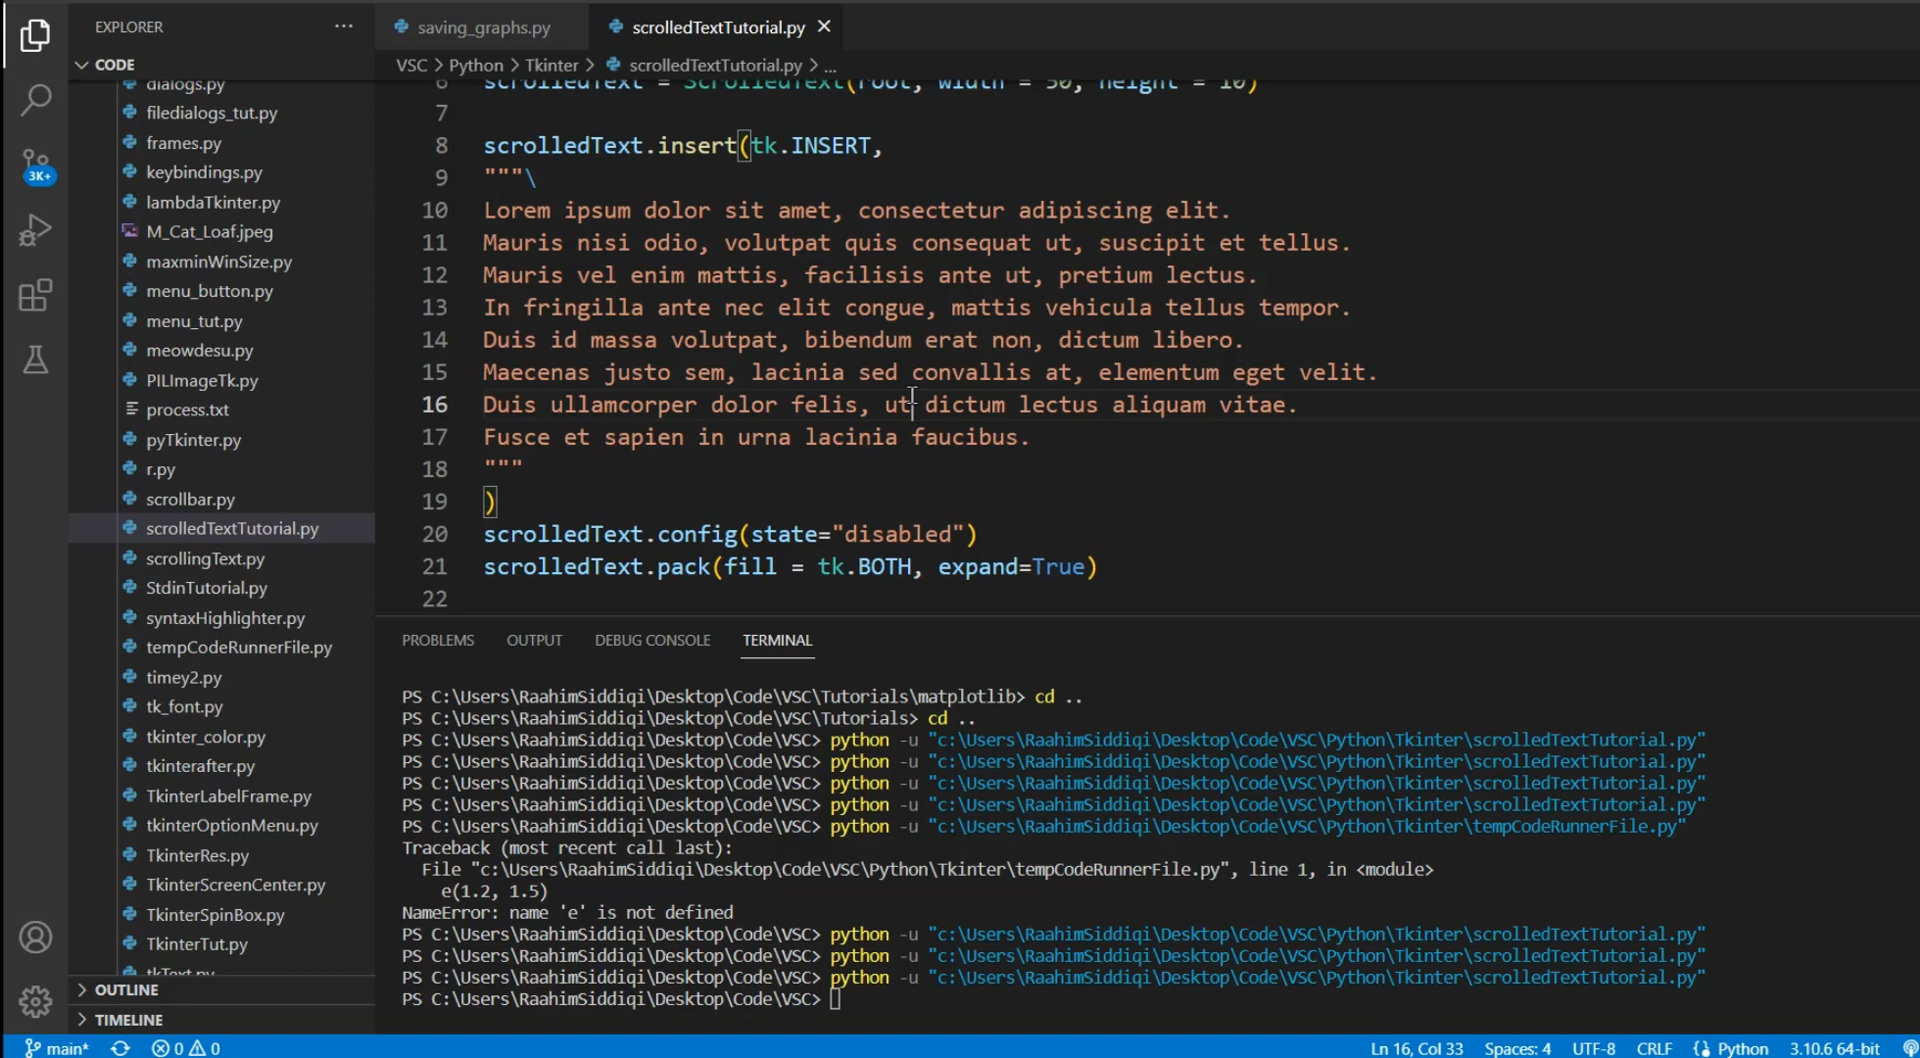 EXPLORER
...
CODE
dialogs.py
filedialogs_tut.py
frames.py
keybindings.py
3K+
lambdaTkinter.py
M_Cat_Loaf.jpeg
maxminWinSize.py
menu_button.py
menu_tut.py
meowdesu.py
PILImageTk.py
process.txt
pyTkinter.py
r.py
scrollbar.py
scrolledTextTutorial.py
scrollingText.py
StdinTutorial.py
syntaxHighlighter.py
tempCodeRunnerFile.py
timey2.py
tk_font.py
tkinter_color.py
tkinterafter.py
TkinterLabelFrame.py
tkinterOptionMenu.py
TkinterRes.py
TkinterScreenCenter.py
TkinterSpinBox.py
TkinterTut.py
tkText.py
OUTLINE
TIMELINE
saving_graphs.py
scrolledTextTutorial.py
VSC > Python > Tkinter > scrolledTextTutorial.py > ...
6 scrolledText = ScrolledText(root, width = 50, height = 10)
7
8 scrolledText.insert(tk.INSERT,
9 """\
10 Lorem ipsum dolor sit amet, consectetur adipiscing elit.
11 Mauris nisi odio, volutpat quis consequat ut, suscipit et tellus.
12 Mauris vel enim mattis, facilisis ante ut, pretium lectus.
13 In fringilla ante nec elit congue, mattis vehicula tellus tempor.
14 Duis id massa volutpat, bibendum erat non, dictum libero.
15 Maecenas justo sem, lacinia sed convallis at, elementum eget velit.
16 Duis ullamcorper dolor felis, ut dictum lectus aliquam vitae.
17 Fusce et sapien in urna lacinia faucibus.
18 """
19 )
20 scrolledText.config(state="disabled")
21 scrolledText.pack(fill = tk.BOTH, expand=True)
22
PROBLEMS OUTPUT DEBUG CONSOLE TERMINAL
PS C:\Users\RaahimSiddiqi\Desktop\Code\VSC\Tutorials\matplotlib> cd ..
PS C:\Users\RaahimSiddiqi\Desktop\Code\VSC\Tutorials> cd ..
PS C:\Users\RaahimSiddiqi\Desktop\Code\VSC> python -u "c:\Users\RaahimSiddiqi\Desktop\Code\VSC\Python\Tkinter\scrolledTextTutorial.py"
PS C:\Users\RaahimSiddiqi\Desktop\Code\VSC> python -u "c:\Users\RaahimSiddiqi\Desktop\Code\VSC\Python\Tkinter\scrolledTextTutorial.py"
PS C:\Users\RaahimSiddiqi\Desktop\Code\VSC> python -u "c:\Users\RaahimSiddiqi\Desktop\Code\VSC\Python\Tkinter\scrolledTextTutorial.py"
PS C:\Users\RaahimSiddiqi\Desktop\Code\VSC> python -u "c:\Users\RaahimSiddiqi\Desktop\Code\VSC\Python\Tkinter\scrolledTextTutorial.py"
PS C:\Users\RaahimSiddiqi\Desktop\Code\VSC> python -u "c:\Users\RaahimSiddiqi\Desktop\Code\VSC\Python\Tkinter\tempCodeRunnerFile.py"
Traceback (most recent call last):
File "c:\Users\RaahimSiddiqi\Desktop\Code\VSC\Python\Tkinter\tempCodeRunnerFile.py", line 1, in <module>
e(1.2, 1.5)
NameError: name 'e' is not defined
PS C:\Users\RaahimSiddiqi\Desktop\Code\VSC> python -u "c:\Users\RaahimSiddiqi\Desktop\Code\VSC\Python\Tkinter\scrolledTextTutorial.py"
PS C:\Users\RaahimSiddiqi\Desktop\Code\VSC> python -u "c:\Users\RaahimSiddiqi\Desktop\Code\VSC\Python\Tkinter\scrolledTextTutorial.py"
PS C:\Users\RaahimSiddiqi\Desktop\Code\VSC> python -u "c:\Users\RaahimSiddiqi\Desktop\Code\VSC\Python\Tkinter\scrolledTextTutorial.py"
PS C:\Users\RaahimSiddiqi\Desktop\Code\VSC>
main* 0 0 Ln 16, Col 33 Spaces: 4 UTF-8 CRLF Python 3.10.6 64-bit